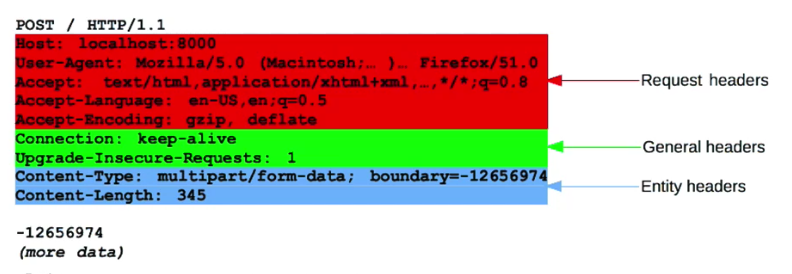 POST / HTTP/1.1
Host: localhost:8000
User-Agent: Mozilla/5.0 (Macintosh;… )… Firefox/51.0
Accept: text/html,application/xhtml+xml,…,*/*;q=0.8
Request headers
Accept-Language: en-US,en;q=0.5
Accept-Encoding: gzip, deflate
Connection: keep-alive
General headers
Upgrade-Insecure-Requests: 1
Content-Type: multipart/form-data; boundary=-12656974
Entity headers
Content-Length: 345
-12656974
(more data)